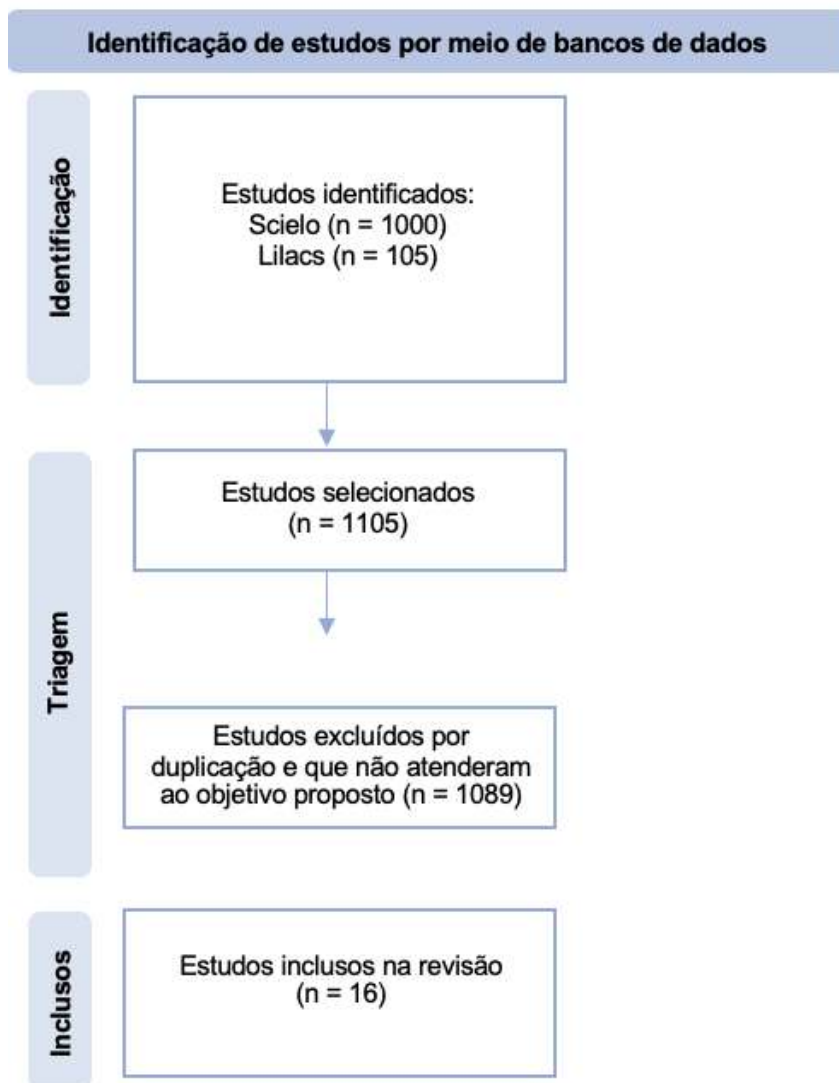 Identificação de estudos por meio de bancos de dados
Identificação
Estudos identificados:
Scielo (n = 1000)
Lilacs (n = 105)
Triagem
Estudos selecionados
(n = 1105)
Estudos excluídos por
duplicação e que não atenderam
ao objetivo proposto (n = 1089)
Inclusos
Estudos inclusos na revisão
(n = 16)